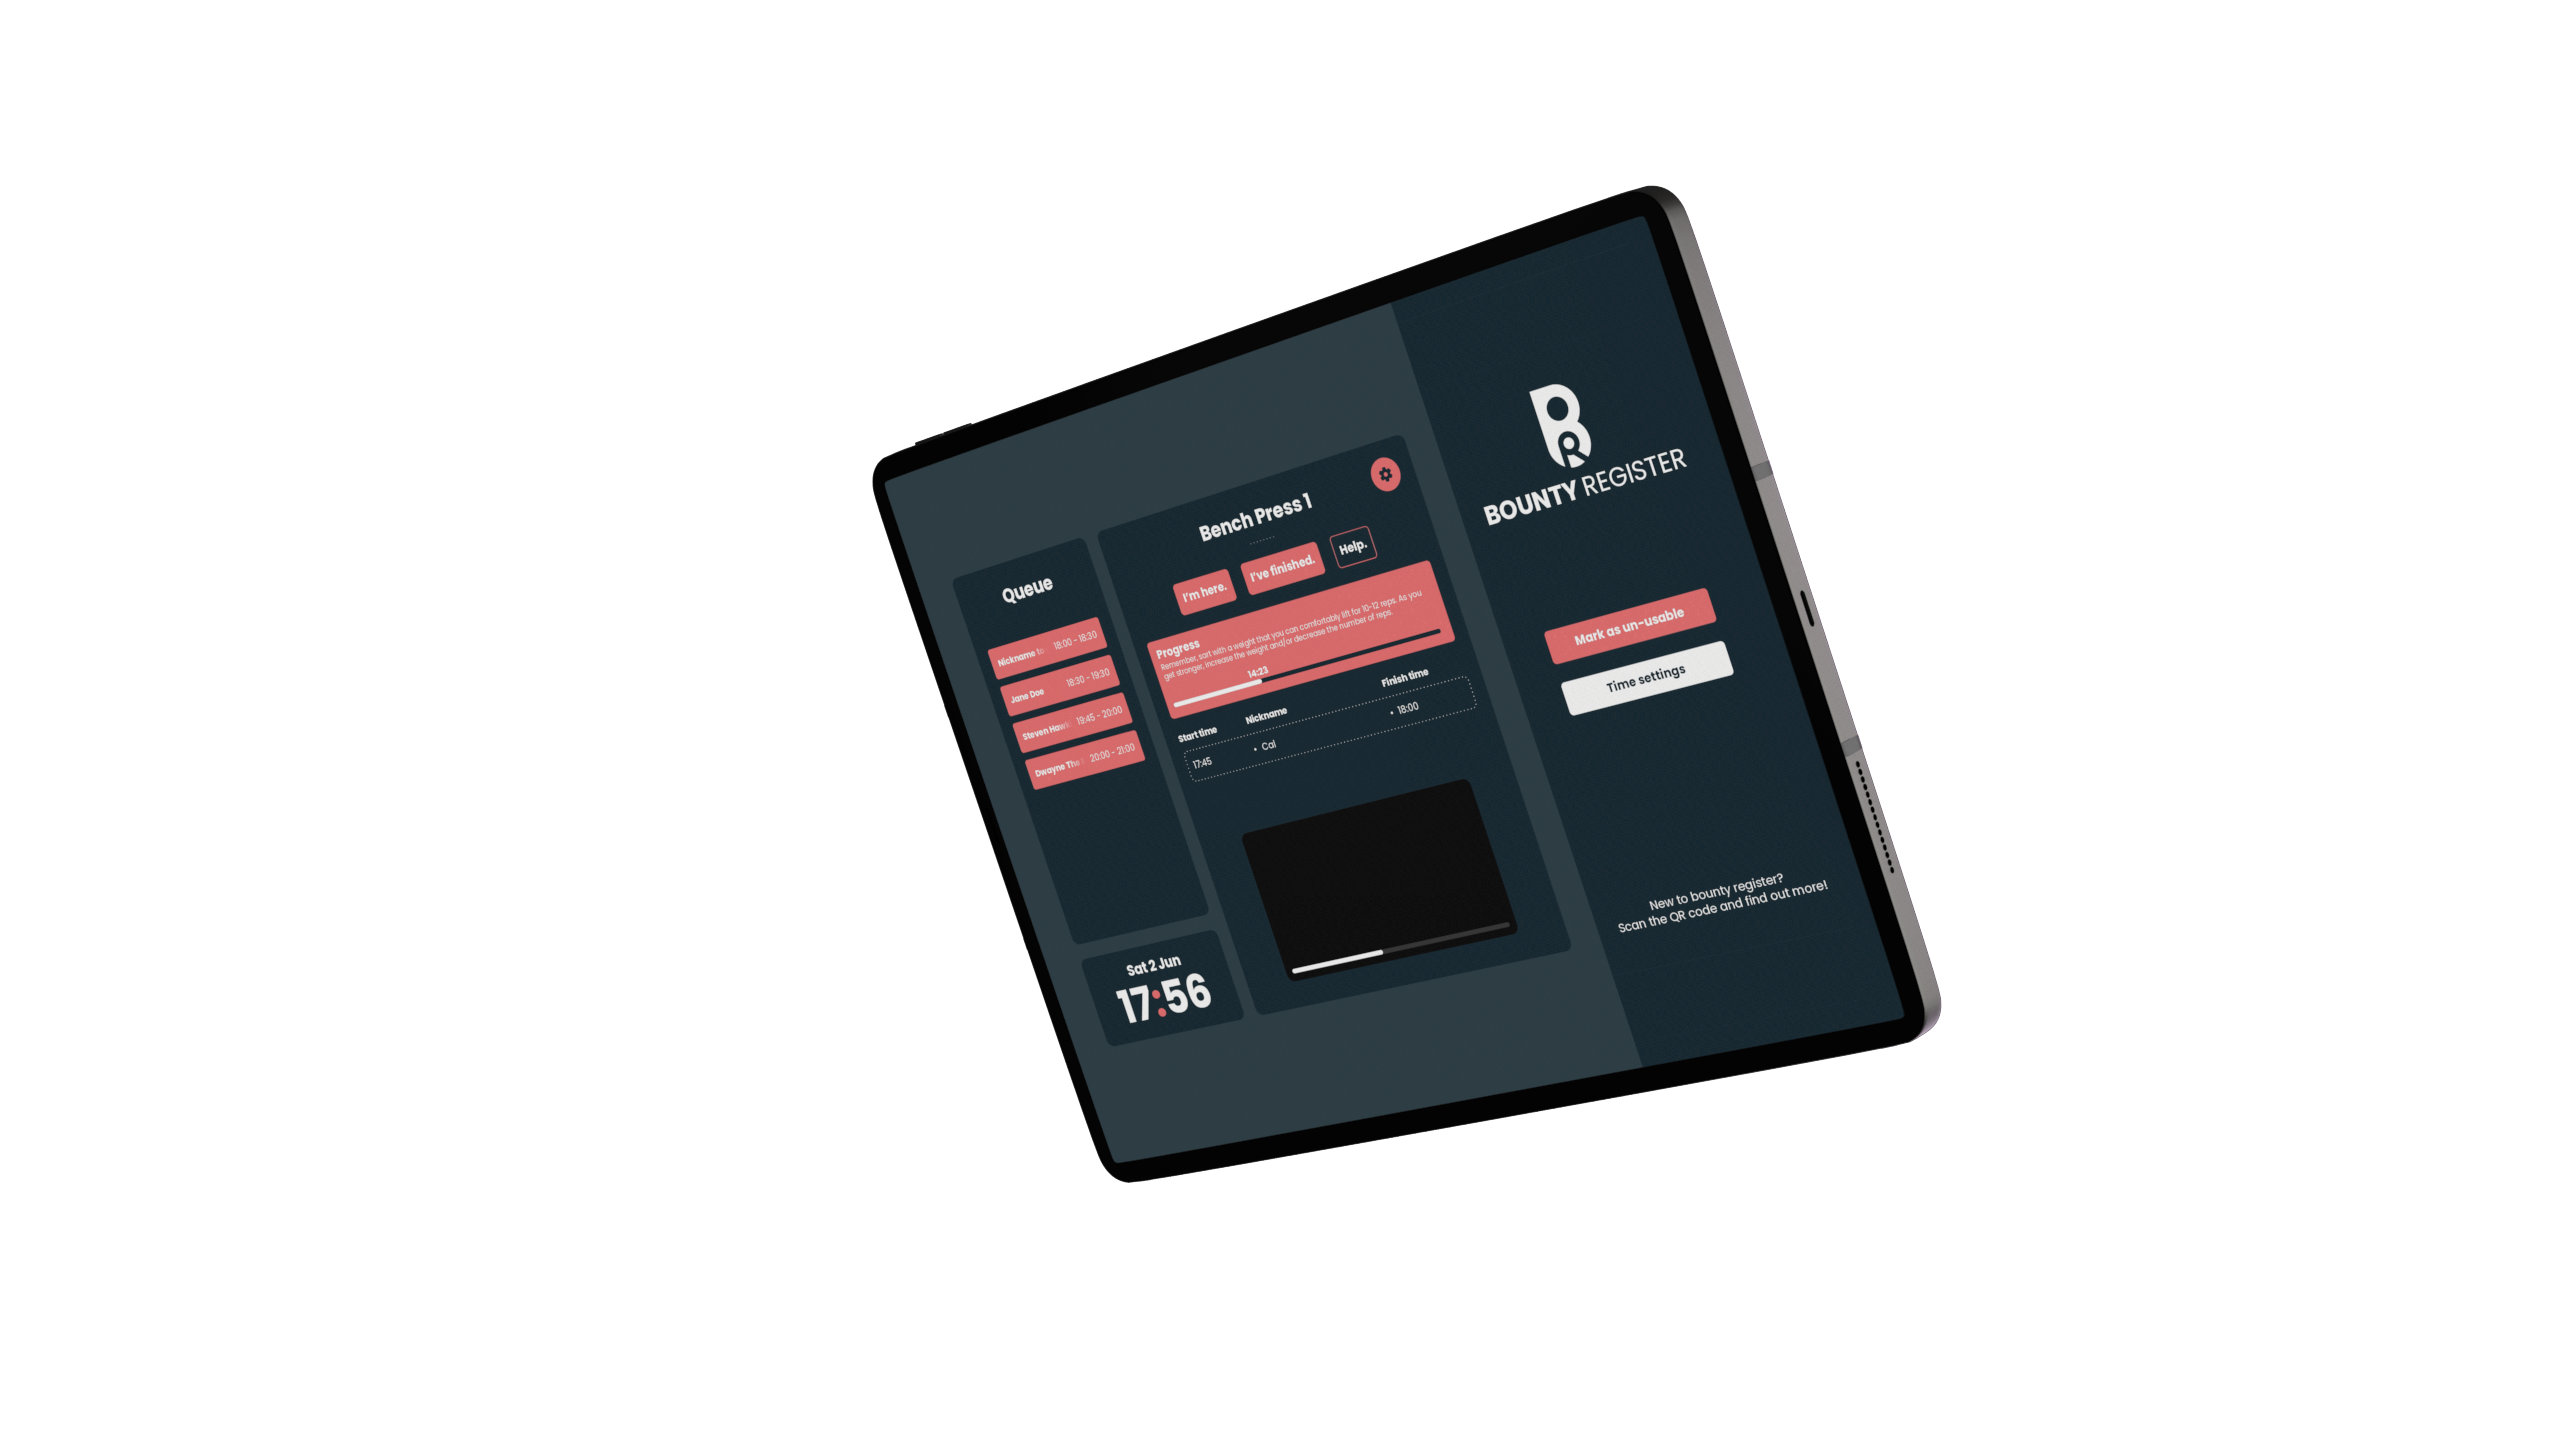 Queue
Nickname to 18:00 - 18:30
Jane Doe 18:30 - 19:30
Steven Haw 19:45 - 20:00
Dwayne The 20:00 - 21:00
Sat 2 Jun
17:56
Bench Press 1
I'm here. I've finished. Help.
Progress
Remember, sart with a weight that you can comfortably lift for 10-12 reps. As you
get stronger, increase the weight and/or decrease the number of reps.
14:23
Start time Nickname Finish time
17:45 • Cal • 18:00
BR
BOUNTY REGISTER
Mark as un-usable
Time settings
New to bounty register?
Scan the QR code and find out more!